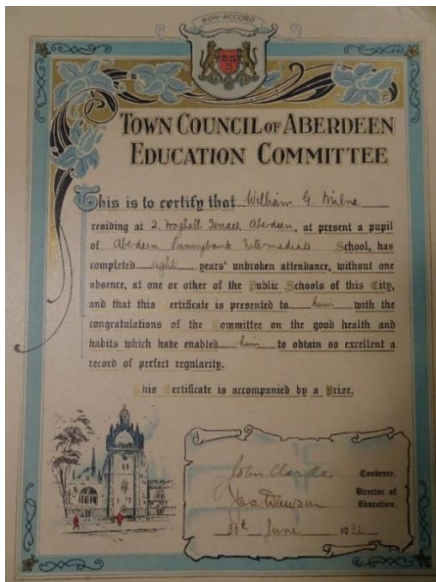 BON-ACCORD
TOWN COUNCIL OF ABERDEEN
EDUCATION COMMITTEE
This is to certify that William G. Milne
residing at 2. Froghall Terrace Aberdeen, at present a pupil
of Aberdeen Sunnybank Intermediate School, has
completed eight years' unbroken attendance, without one
absence, at one or other of the Public Schools of this City,
and that this Certificate is presented to him with the
congratulations of the Committee on the good health and
habits which have enabled him to obtain so excellent a
record of perfect regularity.
This Certificate is accompanied by a Prize.
John Convener.
Director of
Education.
30th June